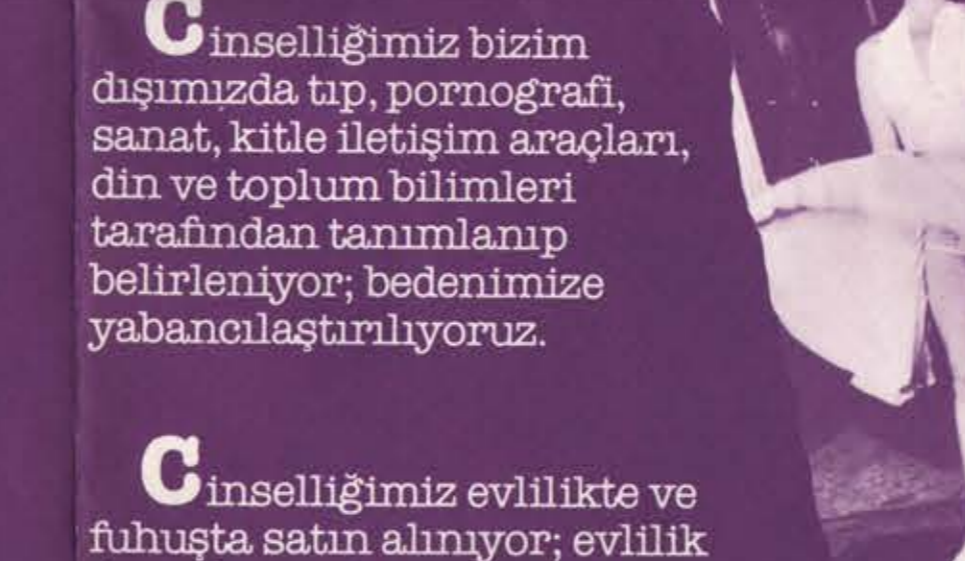 Cinselliğimiz bizim
dışımızda tıp, pornografi,
sanat, kitle iletişim araçları,
din ve toplum bilimleri
tarafından tanımlanıp
belirleniyor; bedenimize
yabancılaştırılıyoruz.
Cinselliğimiz evlilikte ve
fuhuşta satın alınıyor; evlilik